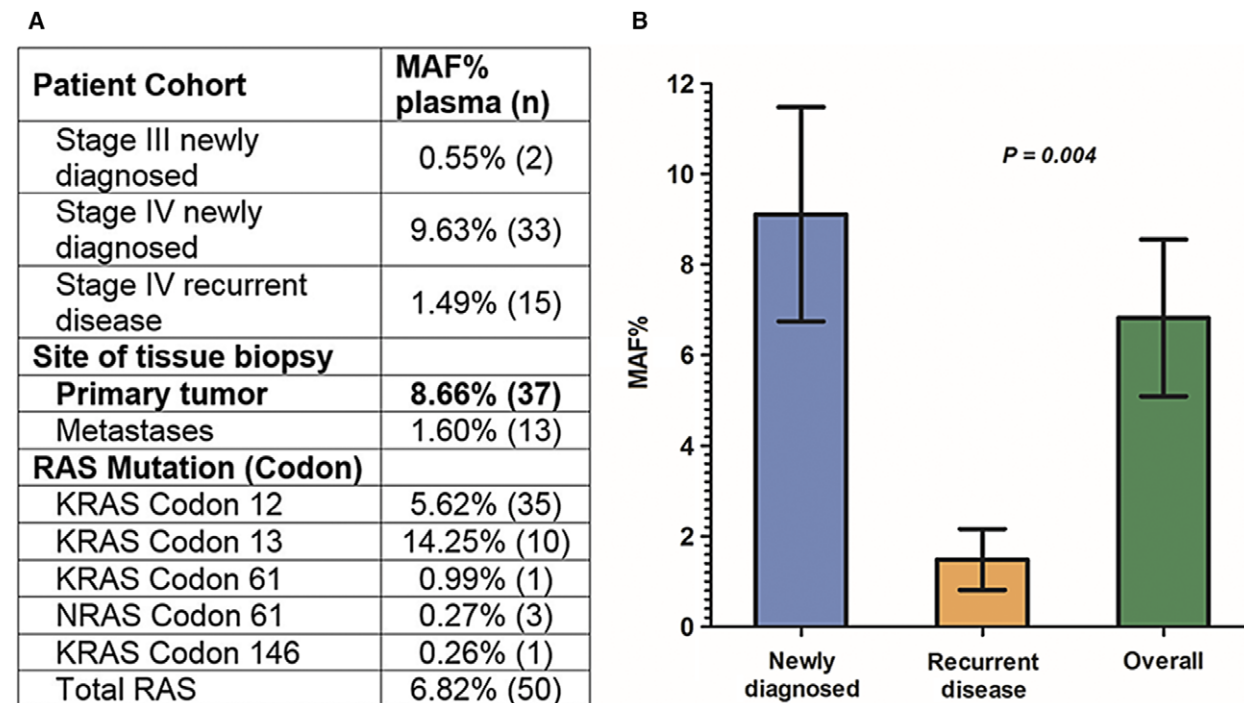 A
Patient Cohort
MAF%
plasma (n)
Stage III newly
diagnosed
0.55% (2)
Stage IV newly
diagnosed
9.63% (33)
Stage IV recurrent
disease
1.49% (15)
Site of tissue biopsy
Primary tumor 8.66% (37)
Metastases 1.60% (13)
RAS Mutation (Codon)
KRAS Codon 12 5.62% (35)
KRAS Codon 13 14.25% (10)
KRAS Codon 61 0.99% (1)
NRAS Codon 61 0.27% (3)
KRAS Codon 146 0.26% (1)
Total RAS 6.82% (50)
B
MAF%
12
10
8
6
4
2
0
P = 0.004
Newly
diagnosed
Recurrent
disease
Overall